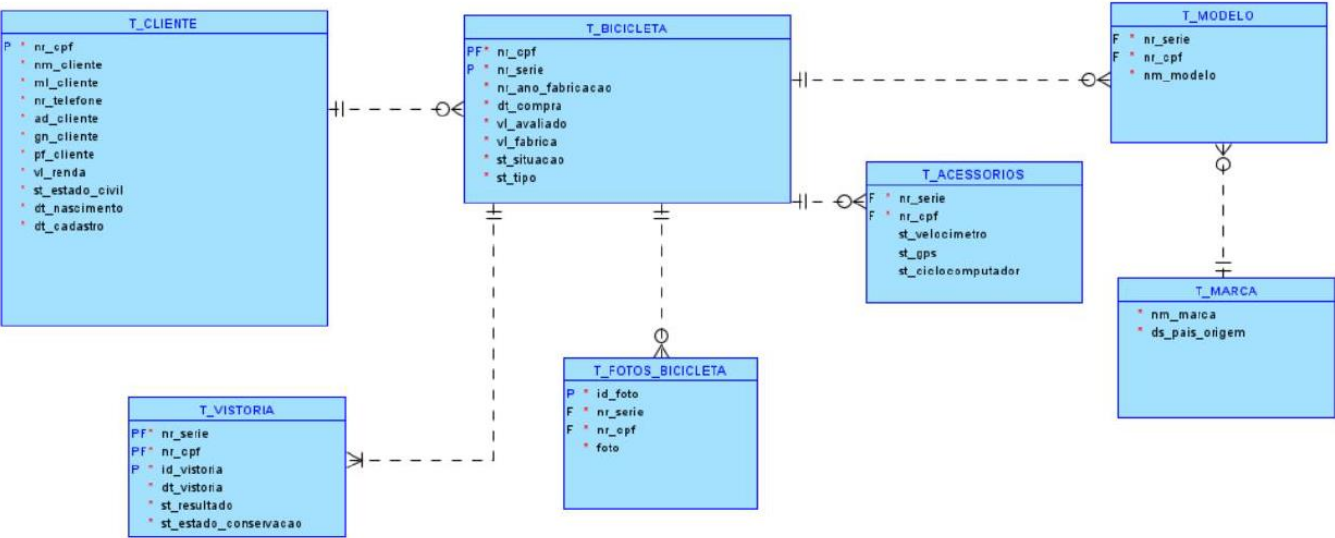 T_CLIENTE
P * nr_cpf
* nm_cliente
* ml_cliente
* nr_telefone
* ad_cliente
* gn_cliente
* pf_cliente
* vl_renda
* st_estado_civil
* dt_nascimento
* dt_cadastro
T_BICICLETA
PF* nr_cpf
P * nr_serie
* nr_ano_fabricacao
* dt_compra
* vl_avaliado
* vl_fabrica
* st_situacao
* st_tipo
T_MODELO
F * nr_serie
F * nr_cpf
* nm_modelo
T_ACESSORIOS
F * nr_serie
F * nr_cpf
st_velocimetro
st_gps
st_ciclocomputador
T_MARCA
* nm_marca
* ds_pais_origem
T_FOTOS_BICICLETA
P * id_foto
F * nr_serie
F * nr_cpf
* foto
T_VISTORIA
PF* nr_serie
PF* nr_cpf
P * id_vistoria
* dt_vistoria
* st_resultado
* st_estado_conservacao